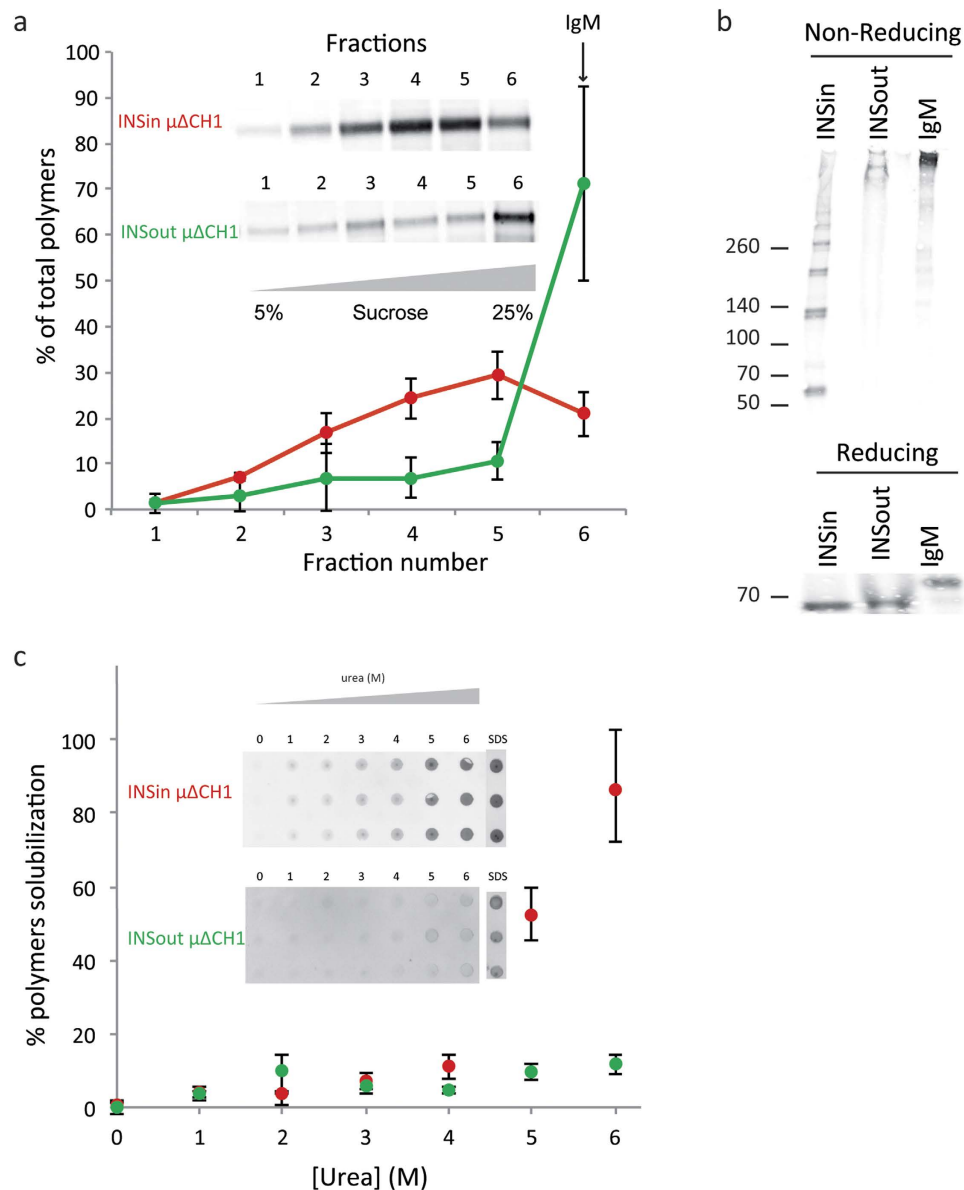 a
IgM
Fractions
1 2 3 4 5 6
INSin µΔCH1
1 2 3 4 5 6
INSout µΔCH1
5% Sucrose 25%
100
90
80
70
60
50
40
30
20
10
0
% of total polymers
1 2 3 4 5 6
Fraction number
b
Non-Reducing
INSin INSout IgM
260
140
100
70
50
Reducing
INSin INSout IgM
70
c
urea (M)
0 1 2 3 4 5 6 SDS
INSin µΔCH1
0 1 2 3 4 5 6 SDS
INSout µΔCH1
100
80
60
40
20
0
% polymers solubilization
0 1 2 3 4 5 6
[Urea] (M)